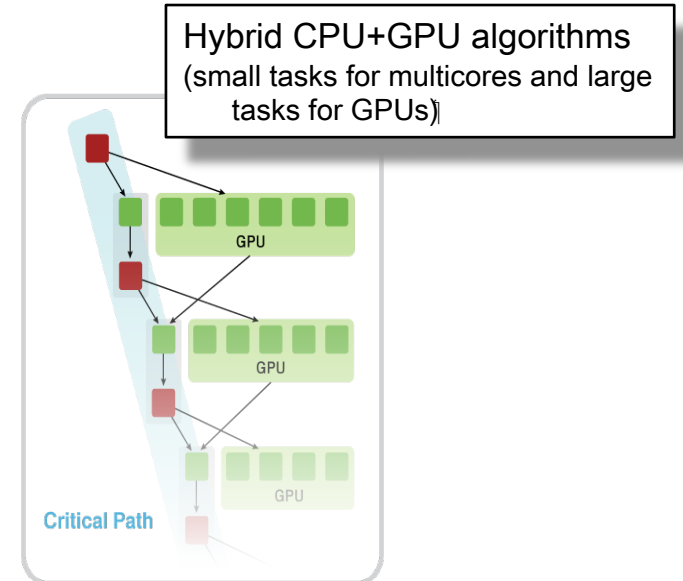 Hybrid CPU+GPU algorithms
(small tasks for multicores and large
tasks for GPUs)
GPU
GPU
GPU
Critical Path